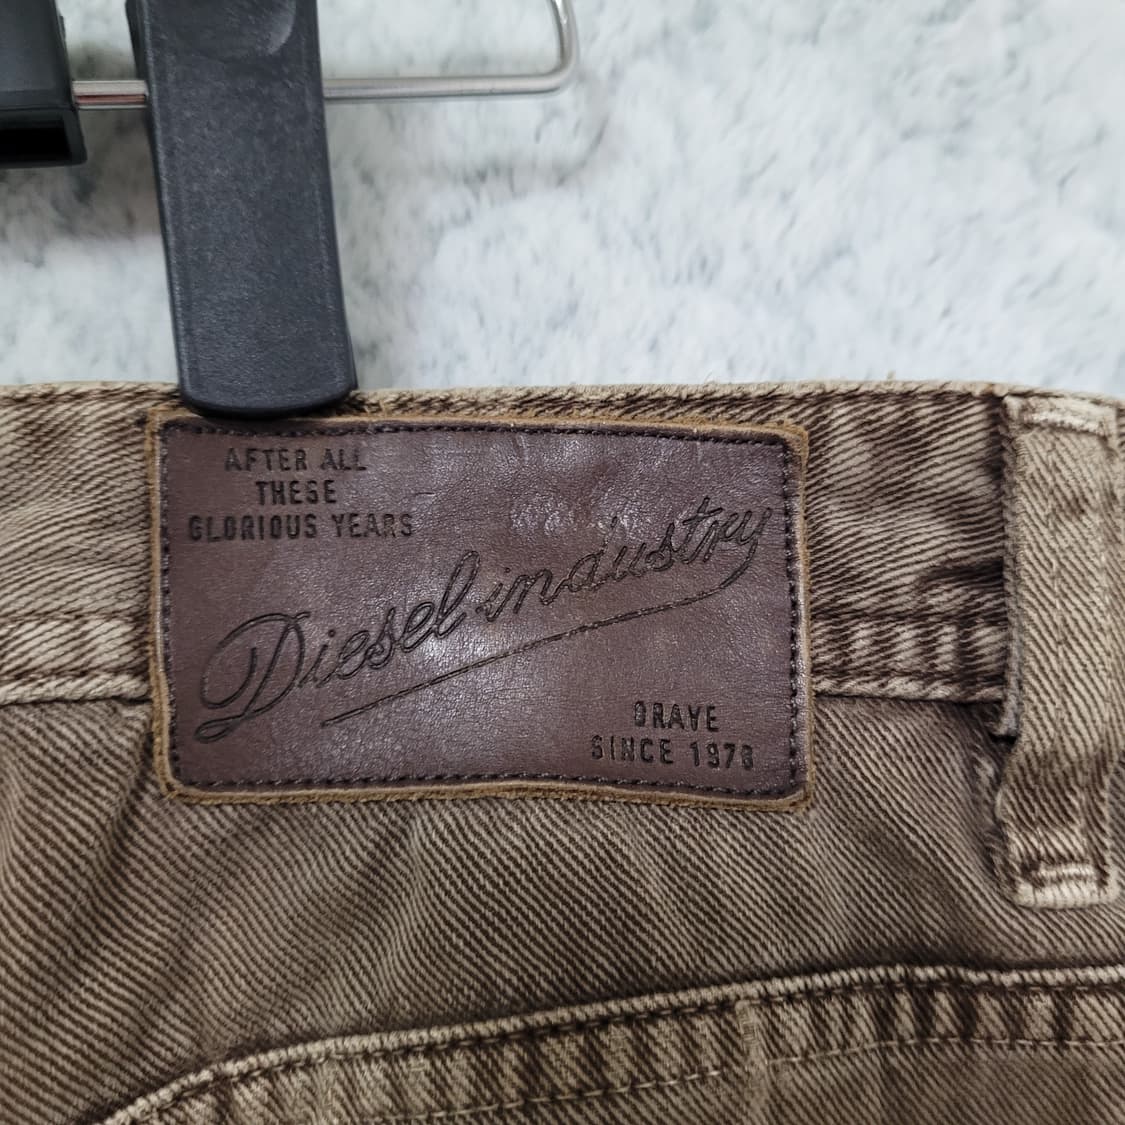 AFTER ALL
THESE
GLORIOUS YEARS
Diesel industry
BRAVE
SINCE 1978